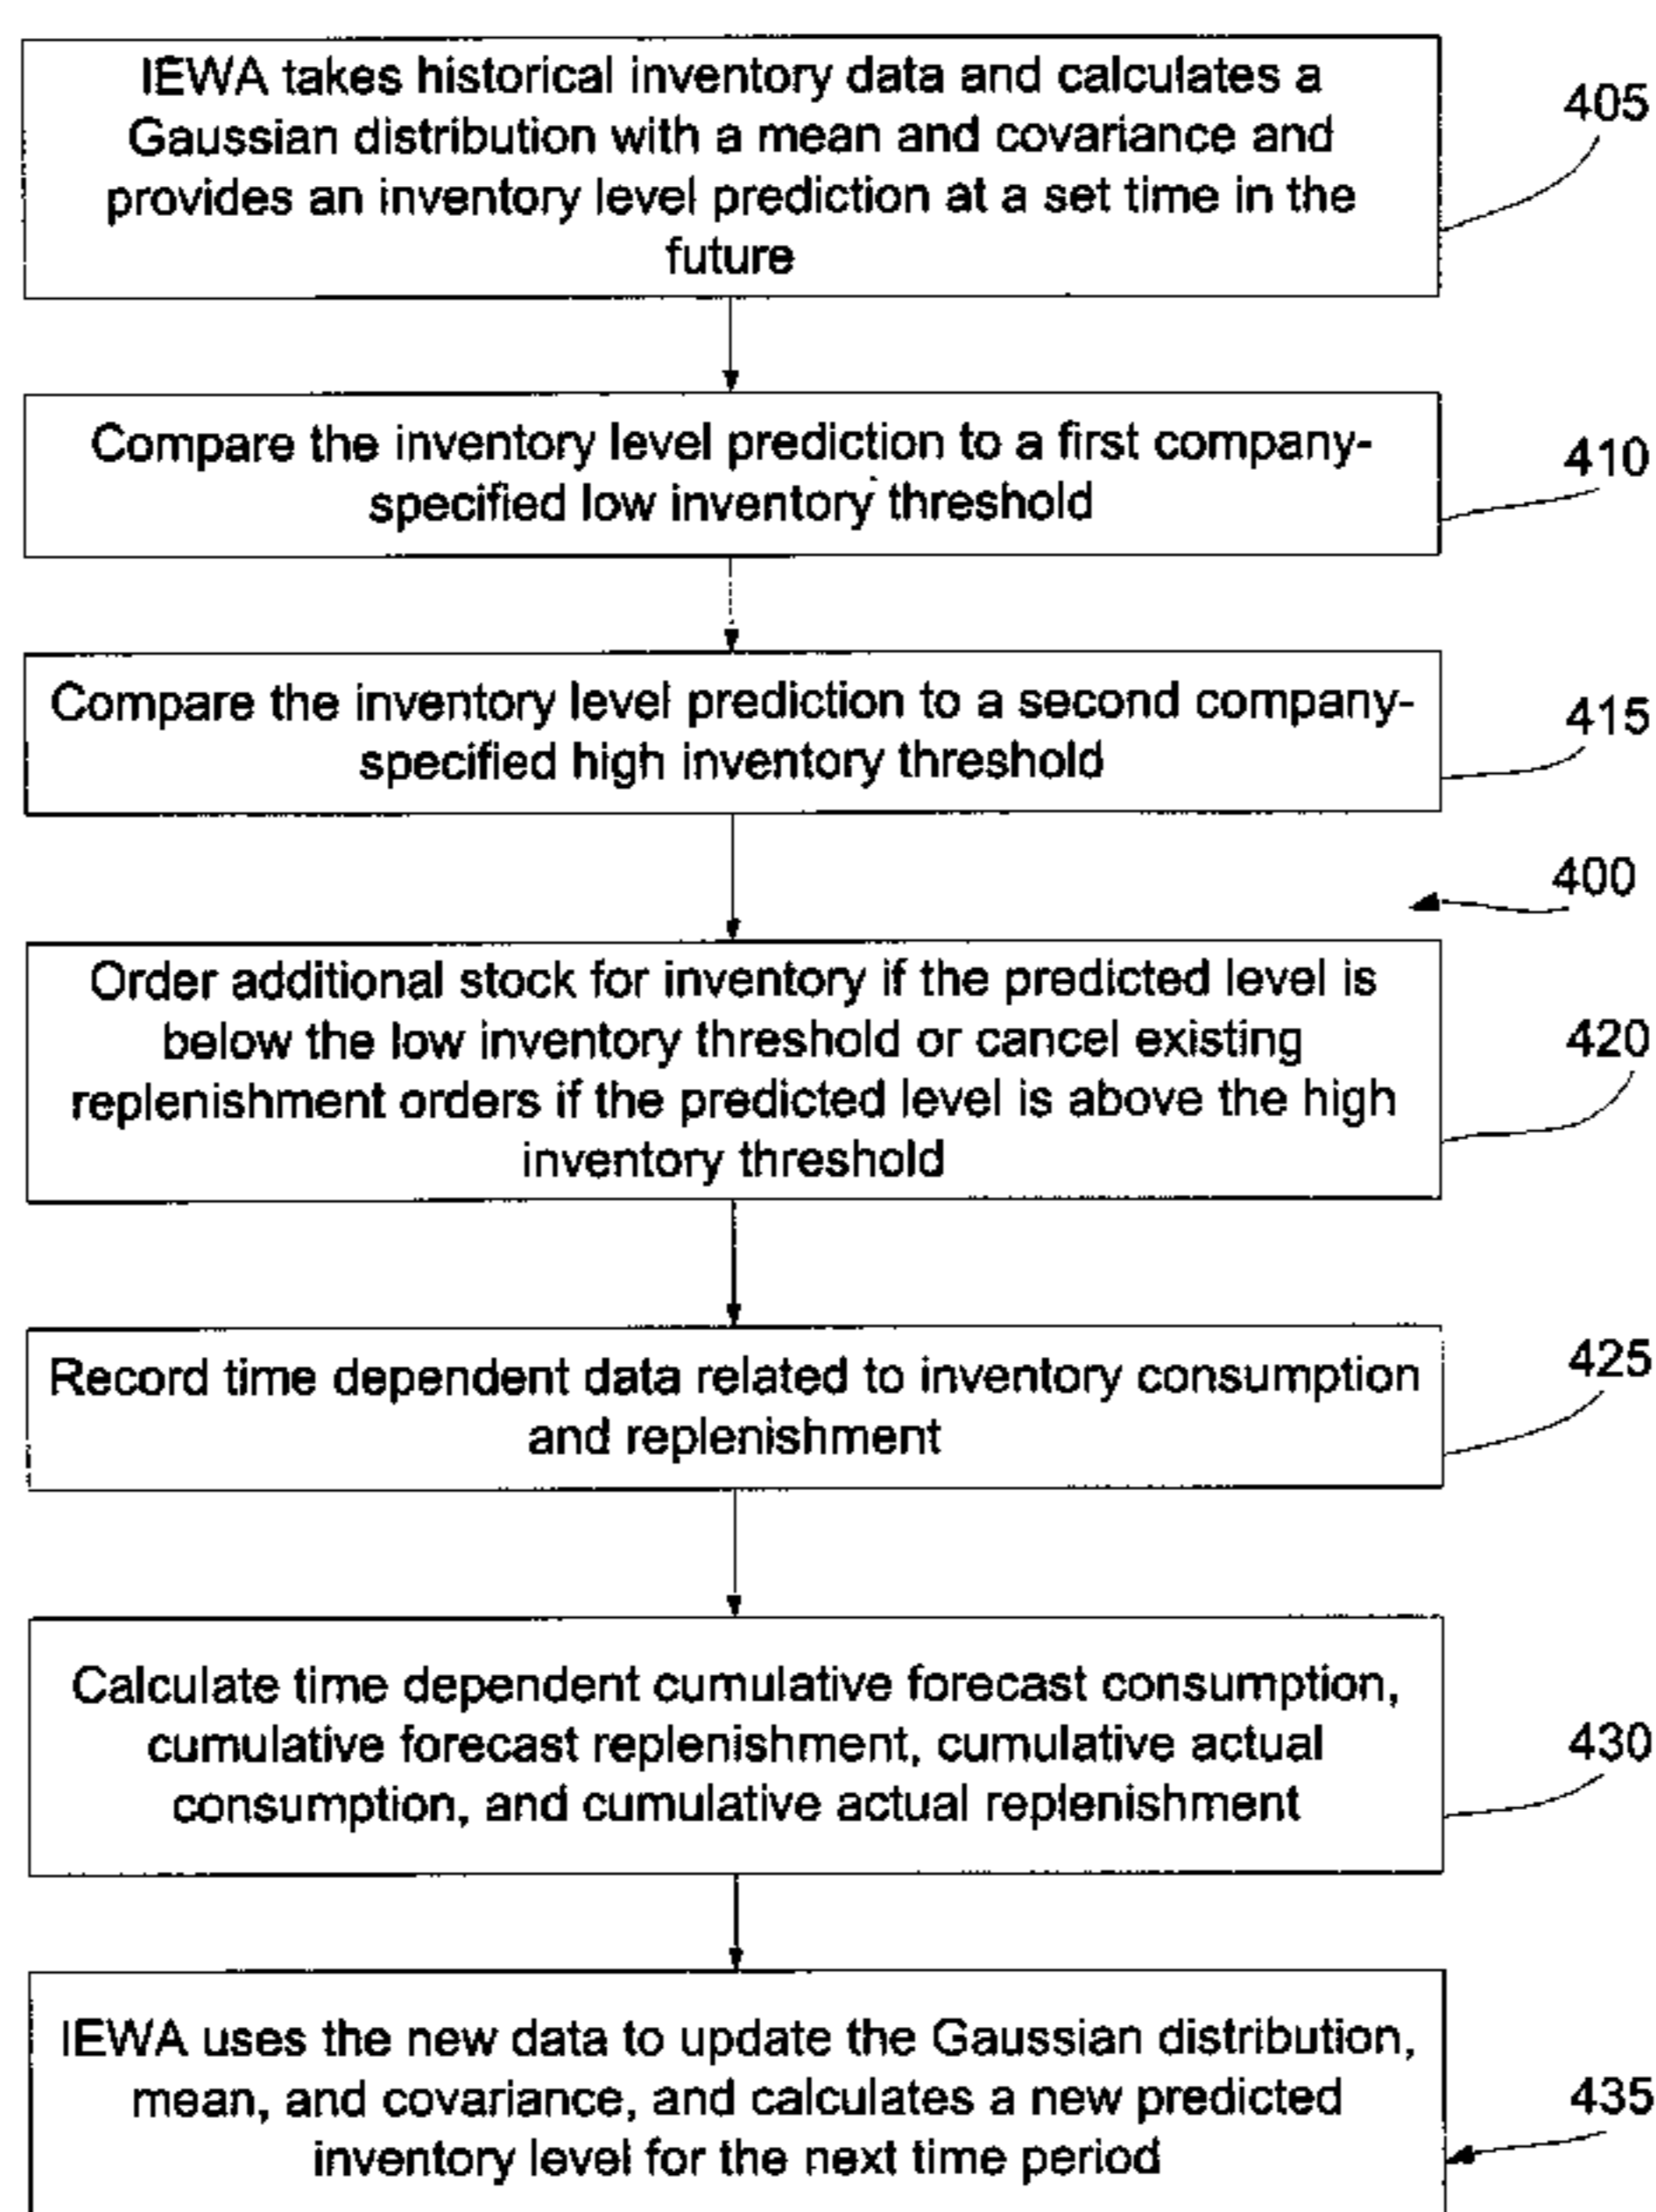 IEWA takes historical inventory data and calculates a
Gaussian distribution with a mean and covariance and
provides an inventory level prediction at a set time in the
future
405
Compare the inventory level prediction to a first company-
specified low inventory threshold
410
Compare the inventory level prediction to a second company-
specified high inventory threshold
415
400
Order additional stock for inventory if the predicted level is
below the low inventory threshold or cancel existing
replenishment orders if the predicted level is above the high
inventory threshold
420
Record time dependent data related to inventory consumption
and replenishment
425
Calculate time dependent cumulative forecast consumption,
cumulative forecast replenishment, cumulative actual
consumption, and cumulative actual replenishment
430
IEWA uses the new data to update the Gaussian distribution,
mean, and covariance, and calculates a new predicted
inventory level for the next time period
435